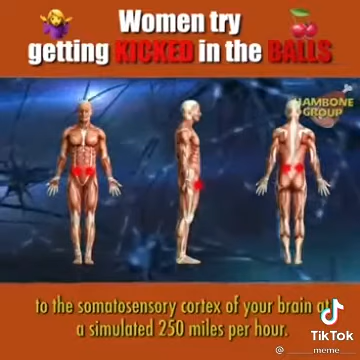 Women try
getting KICKED in the BALLS
HAMBONE
GROUP
to the somatosensory cortex of your brain at
a simulated 250 miles per hour.
TikTok